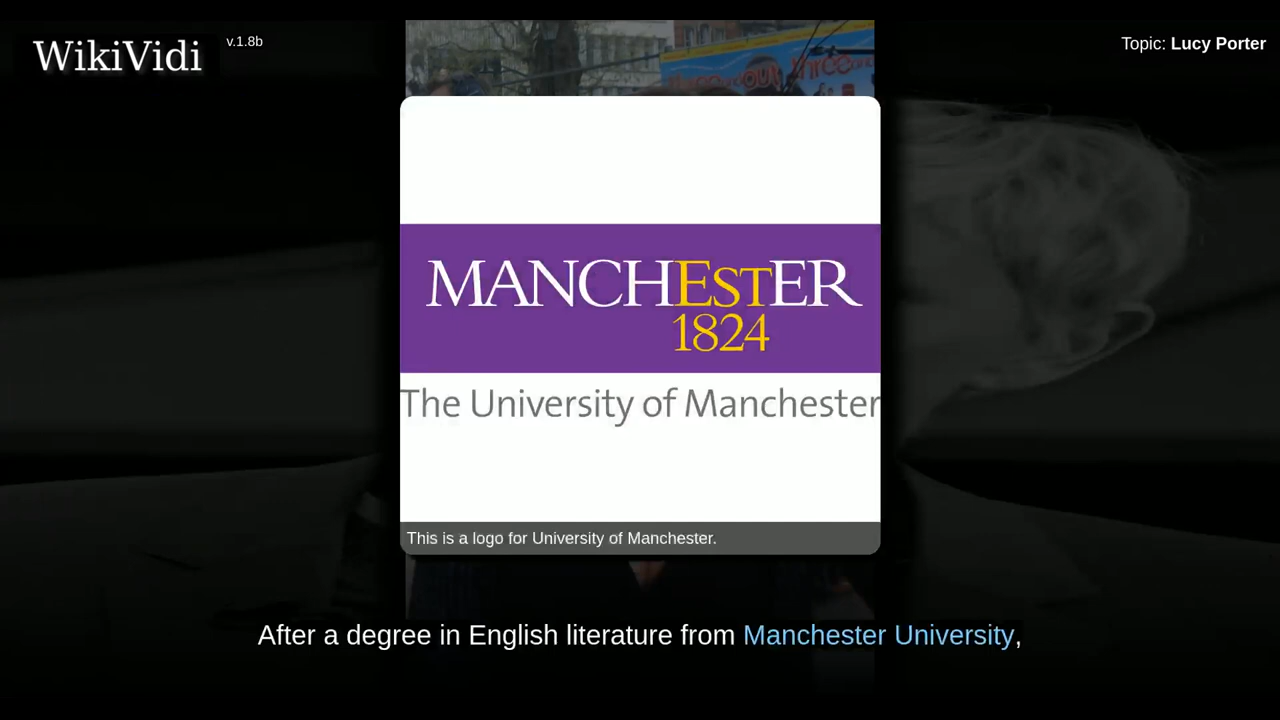 WikiVidi
v.1.8b
Topic: Lucy Porter
MANCHESTER
1824
The University of Manchester
This is a logo for University of Manchester.
After a degree in English literature from Manchester University,